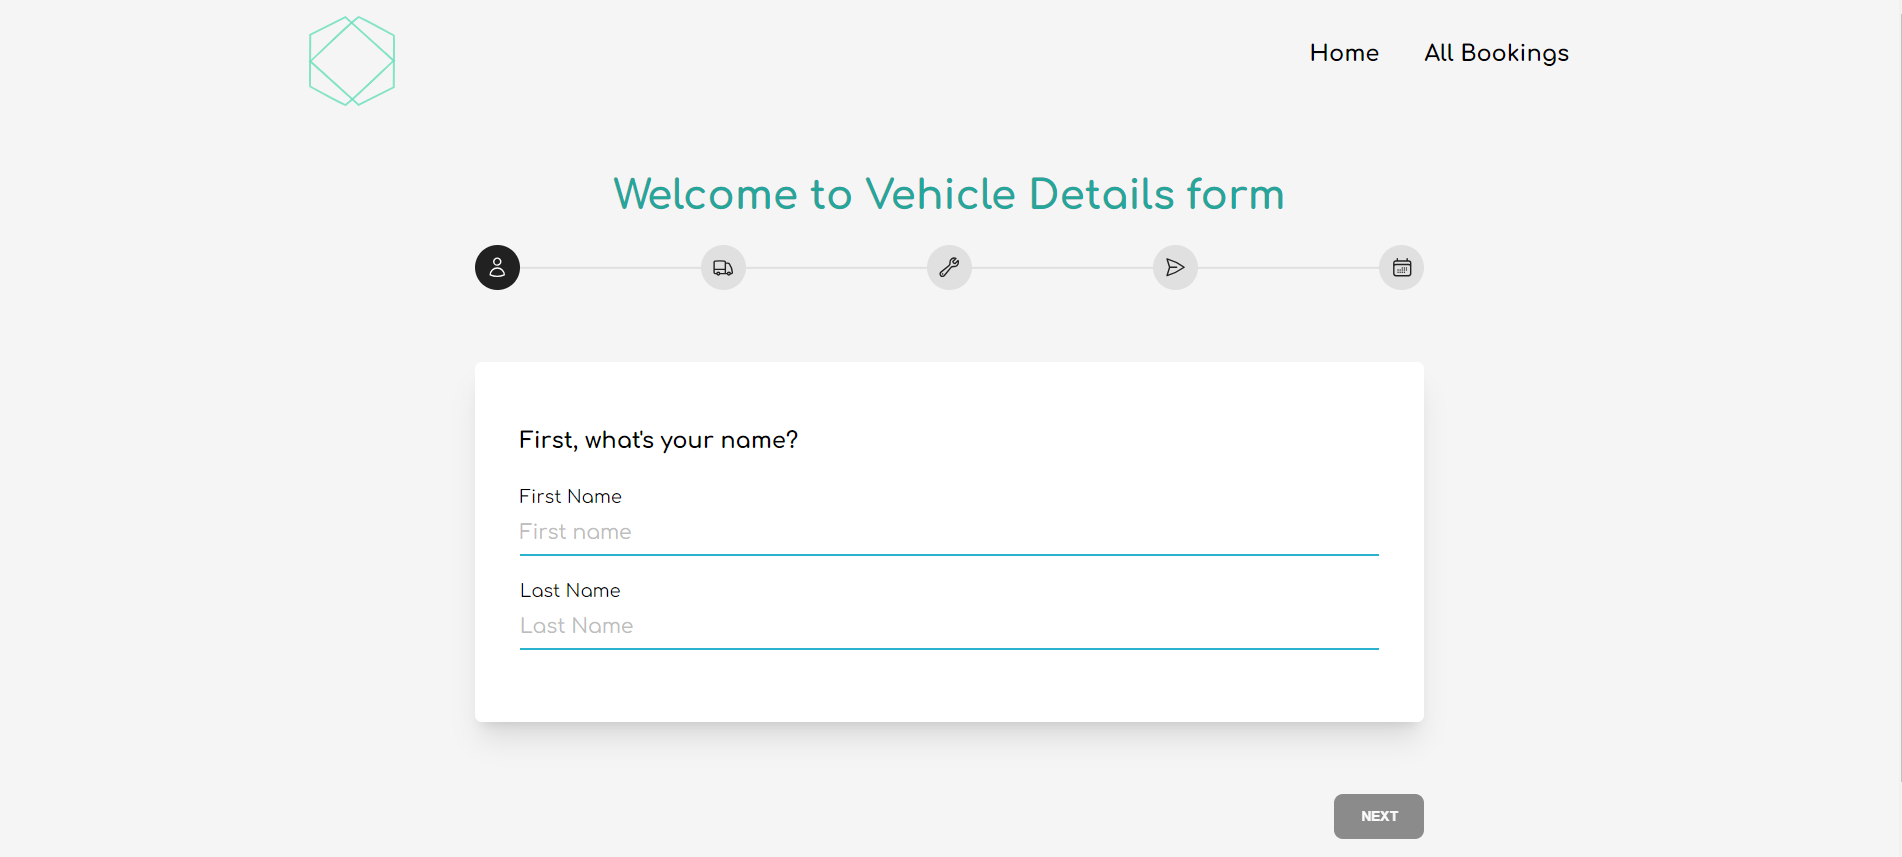 Home All Bookings
Welcome to Vehicle Details form
First, what's your name?
First Name
First name
Last Name
Last Name
NEXT